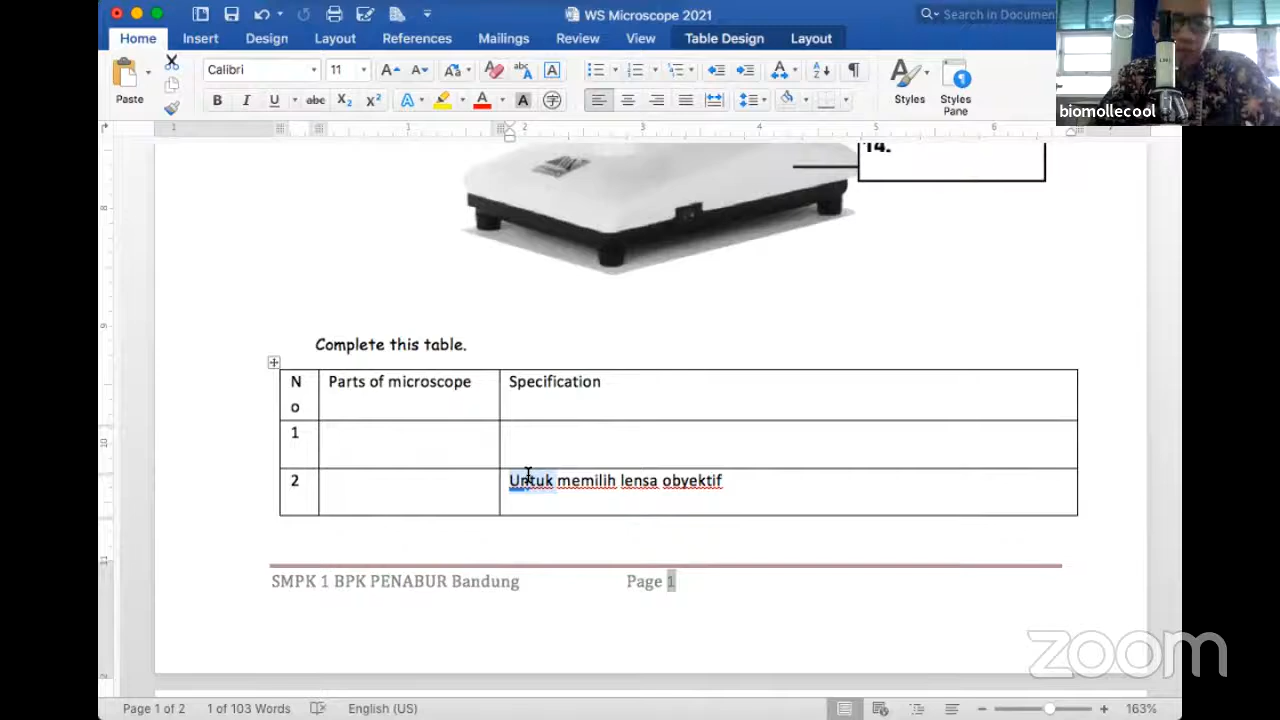 WS Microscope 2021
Search in Documen
Home Insert Design Layout References Mailings Review View Table Design Layout
Paste
Calibri 11
Styles
Styles Pane
biomollecool
14.
Complete this table.
No Parts of microscope Specification
1
2 Untuk memilih lensa obyektif
SMPK 1 BPK PENABUR Bandung Page 1
zoom
Page 1 of 2 1 of 103 Words English (US) 163%